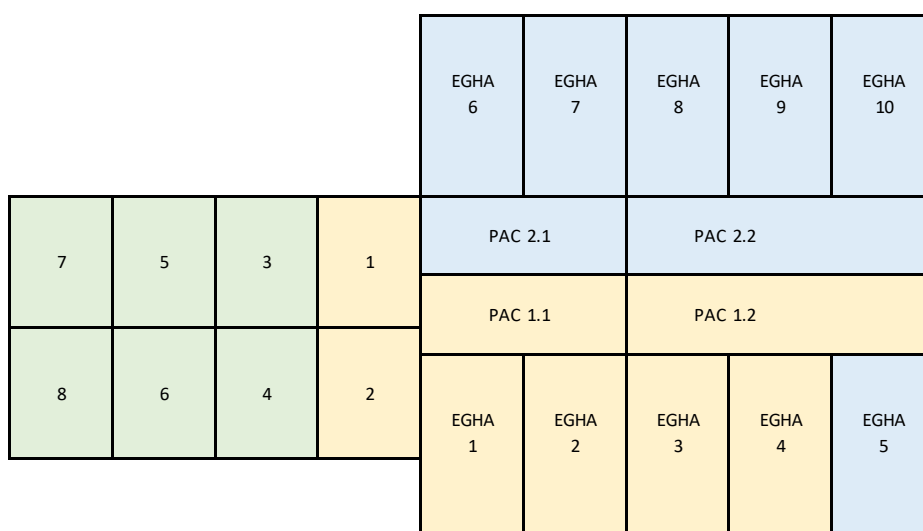 EGHA EGHA EGHA EGHA EGHA
6 7 8 9 10
PAC 2.1 PAC 2.2
7 5 3 1
PAC 1.1 PAC 1.2
8 6 4 2
EGHA EGHA EGHA EGHA EGHA
1 2 3 4 5